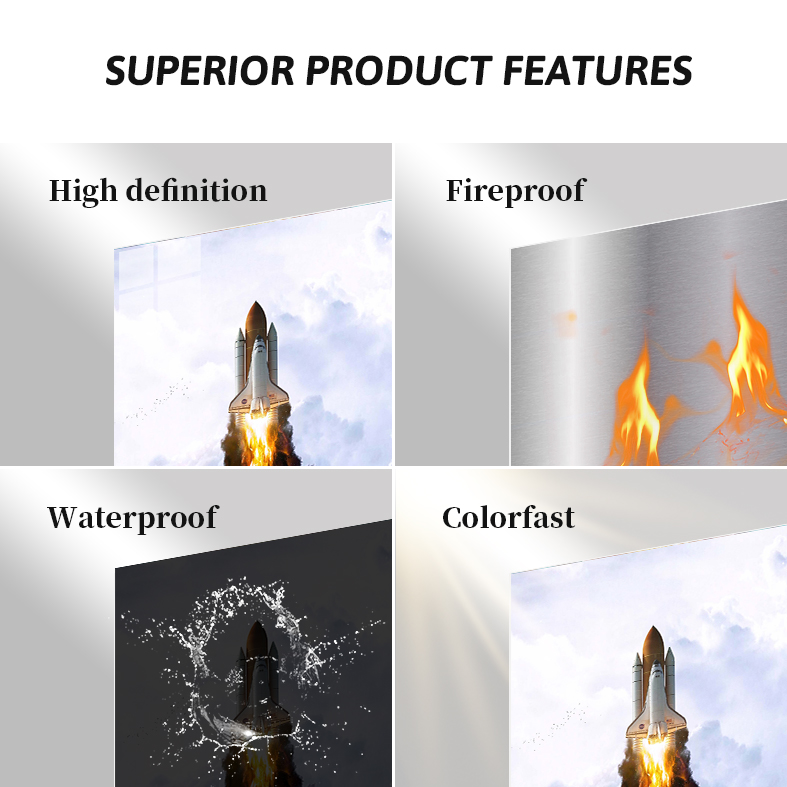 SUPERIOR PRODUCT FEATURES
High definition
Fireproof
Waterproof
Colorfast